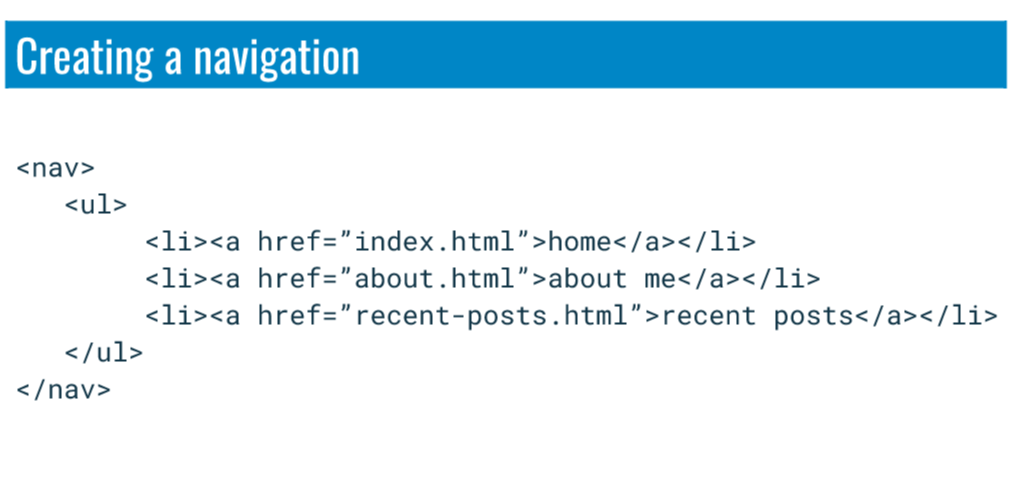 Creating a navigation
<nav>
<ul>
<li><a href=”index.html”>home</a></li>
<li><a href=”about.html”>about me</a></li>
<li><a href=”recent-posts.html”>recent posts</a></li>
</ul>
</nav>